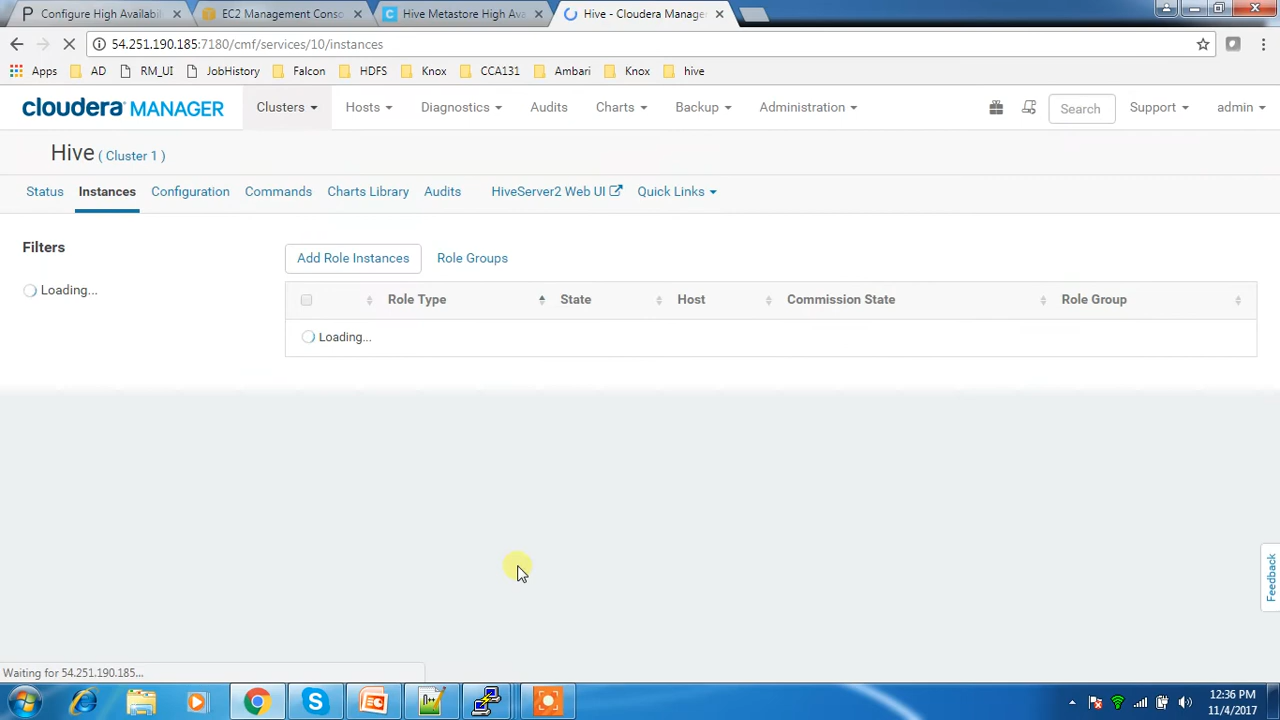 Configure High Availabi
EC2 Management Conso
Hive Metastore High Ava
Hive - Cloudera Manage
54.251.190.185:7180/cmf/services/10/instances
Apps AD RM_UI JobHistory Falcon HDFS Knox CCA131 Ambari Knox hive
cloudera MANAGER Clusters Hosts Diagnostics Audits Charts Backup Administration Search Support admin
Hive ( Cluster 1 )
Status Instances Configuration Commands Charts Library Audits HiveServer2 Web UI Quick Links
Filters
Loading...
Add Role Instances Role Groups
Role Type State Host Commission State Role Group
Loading...
Feedback
Waiting for 54.251.190.185...
12:36 PM
11/4/2017